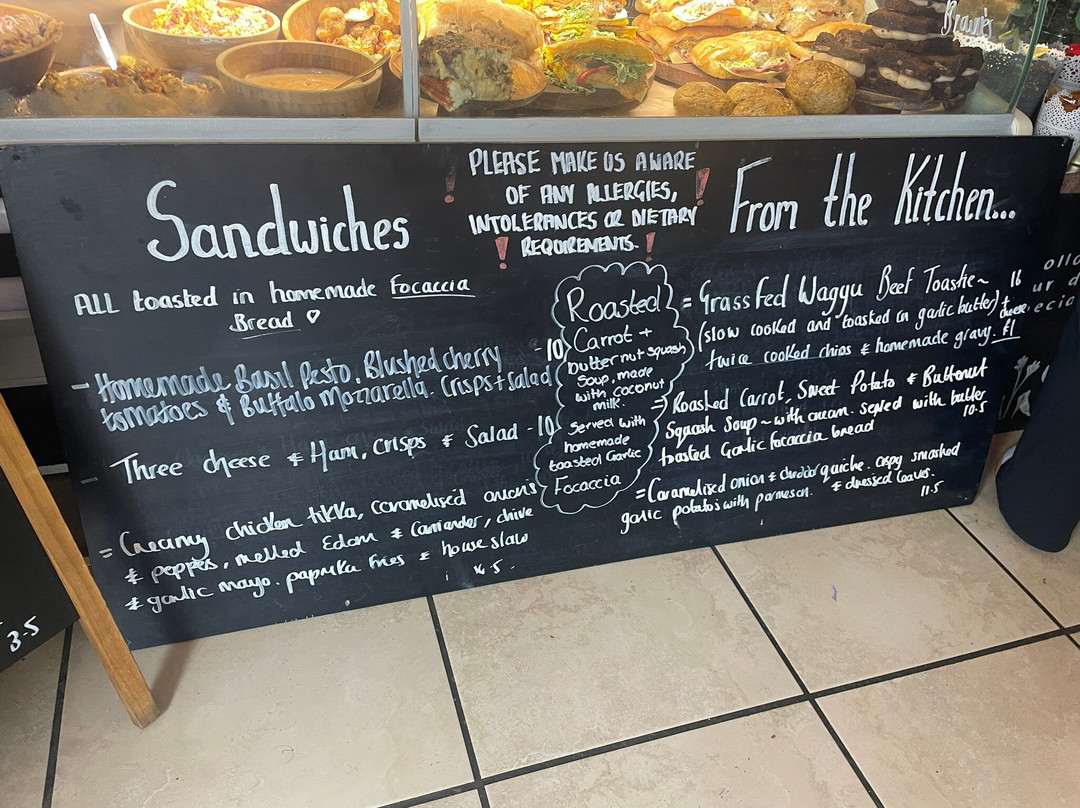 Sandwiches
ALL toasted in homemade Focaccia
Bread ♡
- Homemade Basil Pesto, Blushed cherry - 10
tomatoes & Buffalo Mozzarella. Crisps + Salad
- Three cheese & Ham, crisps & Salad - 10
= Creamy chicken tikka, caramelised onions
& pepper, melted Edam & Corriander, chive
& garlic mayo. paprika fries & house slaw
PLEASE MAKE US AWARE
OF ANY ALLERGIES,
INTOLERANCES OR DIETARY
REQUIREMENTS.
Roasted
Carrot +
butternut squash
Soup, made
with coconut
milk.
Served with
homemade
toasted Garlic
Focaccia
From the Kitchen...
= Grass Fed Waggu Beef Toastie ~ 16
(slow cooked and toasted in garlic butter) + cheese
twice cooked chips & homemade gravy. £1
= Roasted Carrot, Sweet Potato & Butternut
Squash Soup ~ with cream. Served with butter
toasted Garlic focaccia bread 10.5
= Caramelised onion & cheddar quiche. crispy smashed
garlic potato's with parmesan. & dressed leaves.
11.5
3.5